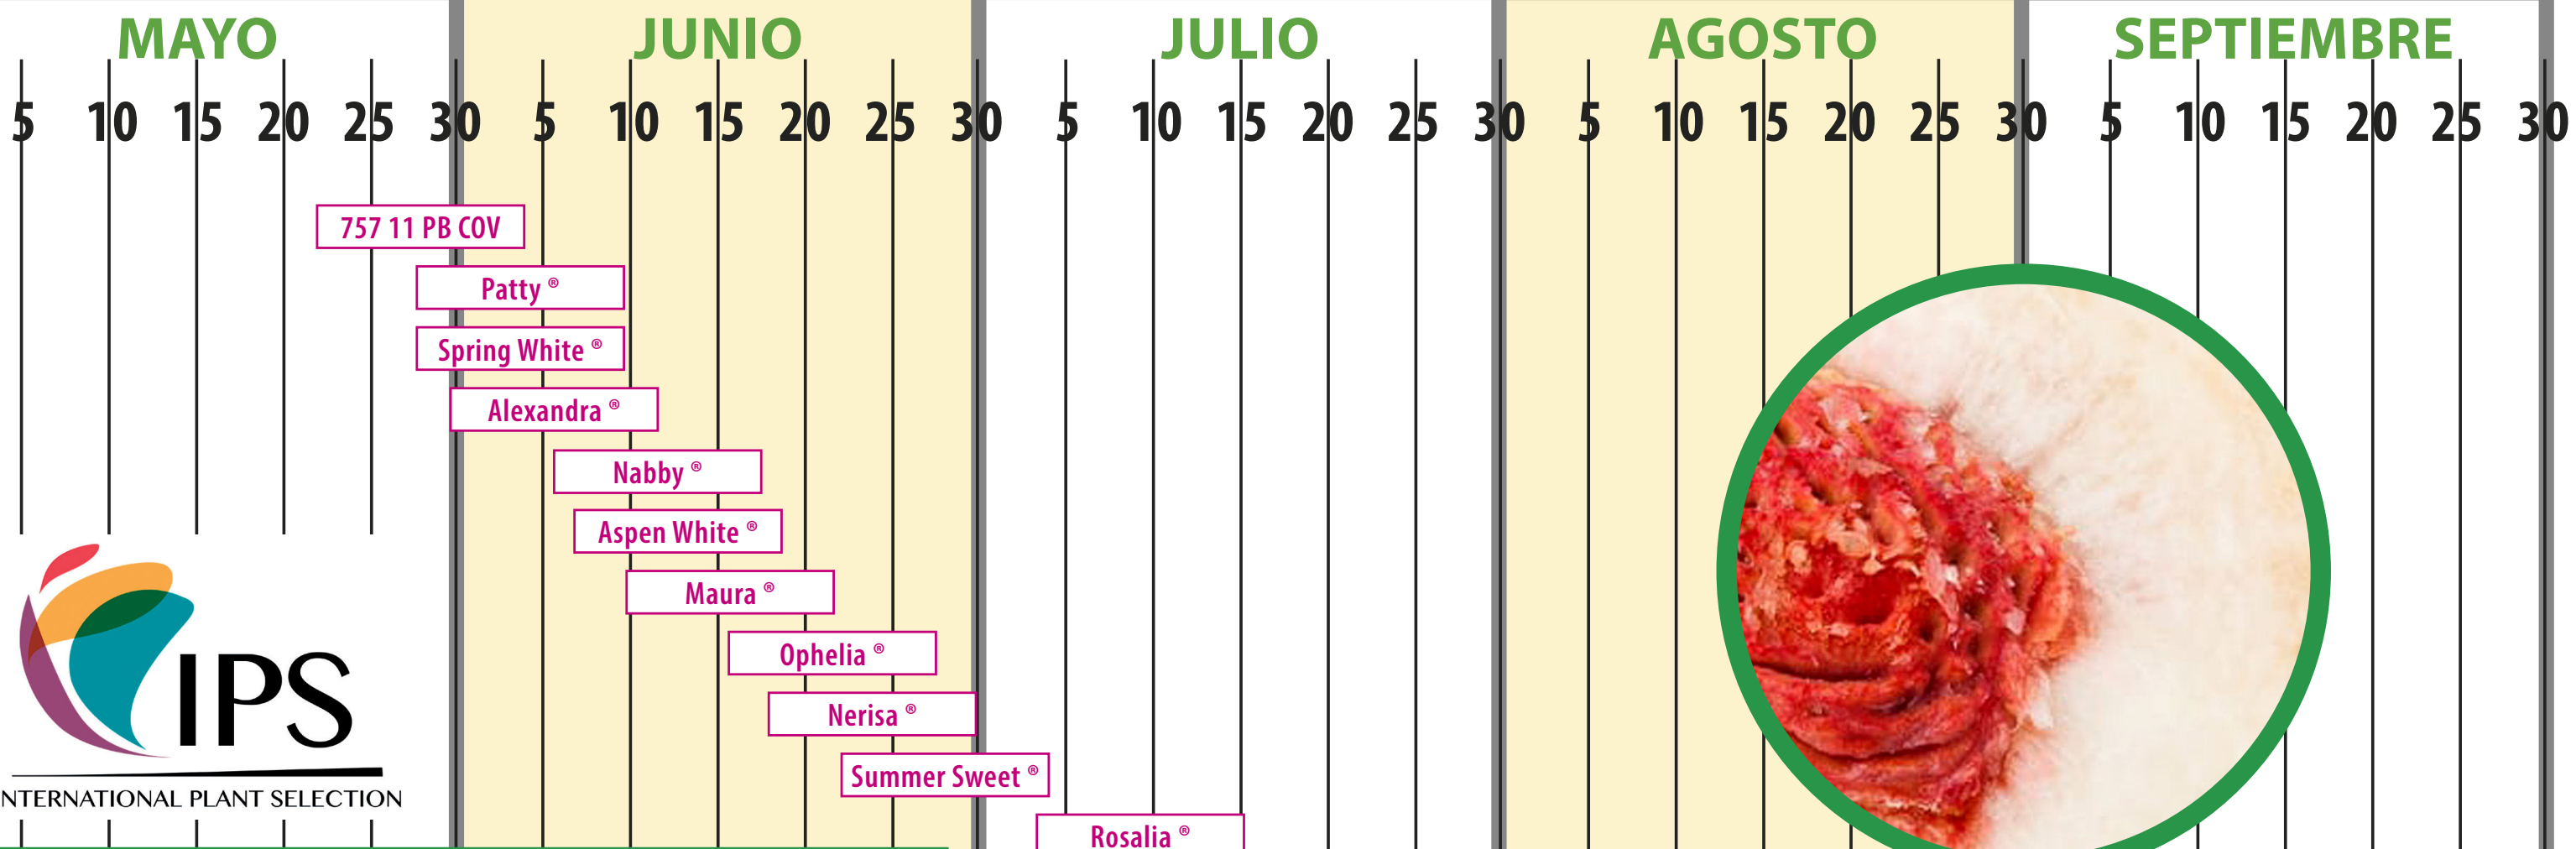 MAYO JUNIO JULIO AGOSTO SEPTIEMBRE
5 10 15 20 25 30 5 10 15 20 25 30 5 10 15 20 25 30 5 10 15 20 25 30 5 10 15 20 25 30
757 11 PB COV
Patty ®
Spring White ®
Alexandra ®
Nabby ®
Aspen White ®
Maura ®
Ophelia ®
Nerisa ®
Summer Sweet ®
Rosalia ®
IPS
NTERNATIONAL PLANT SELECTION